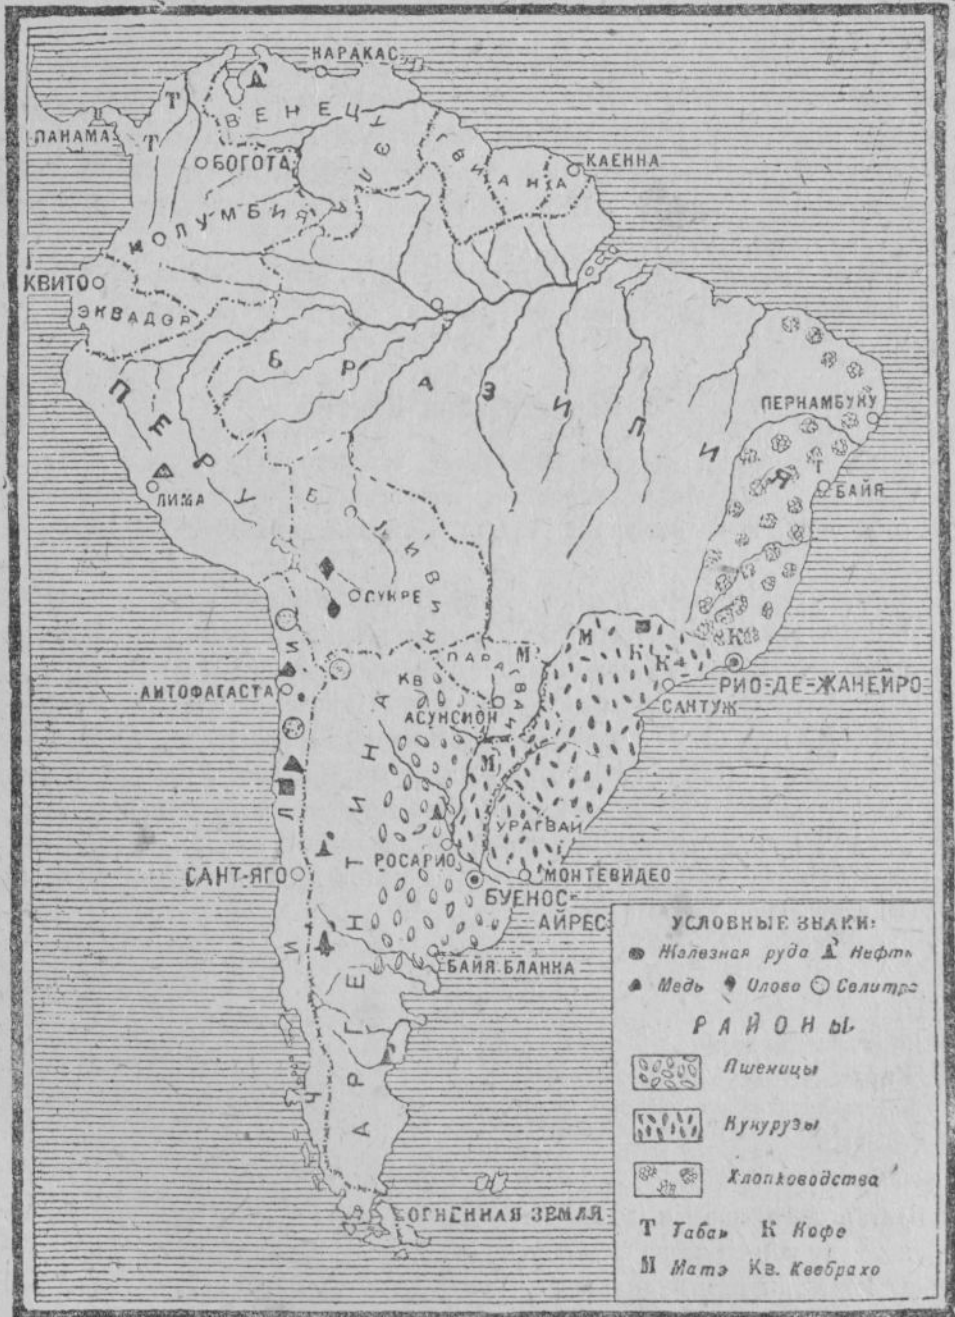 КАРАКАС
ВЕНЕЦУЭЛА
Т
ПАНАМА
Т
БОГОТА
ГВИАНА
КАЕННА
КОЛУМБИЯ
КВИТО
ЭКВАДОР
БРАЗИЛИЯ
ПЕРУ
ПЕРНАМБУКУ
Т
БАЙЯ
ЛИМА
БОЛИВИЯ
СУКРЕ
М
К
К
К
РИО-ДЕ-ЖАНЕЙРО
САНТУЖ
ПАРАГВАЙ
М
КВ
АНТОФАГАСТА
АСУНСИОН
М
ЧИЛИ
АРГЕНТИНА
УРАГВАЙ
РОСАРИО
САНТ-ЯГО
МОНТЕВИДЕО
БУЕНОС-
АЙРЕС
БАЙЯ БЛАНКА
ОГНЕННАЯ ЗЕМЛЯ
УСЛОВНЫЕ ЗНАКИ:
Железная руда Нефть
Медь Олово Селитра
РАЙОНЫ
Пшеницы
Кукурузы
Хлопководства
Т Табак К Кофе
М Матэ Кв. Квебрахо